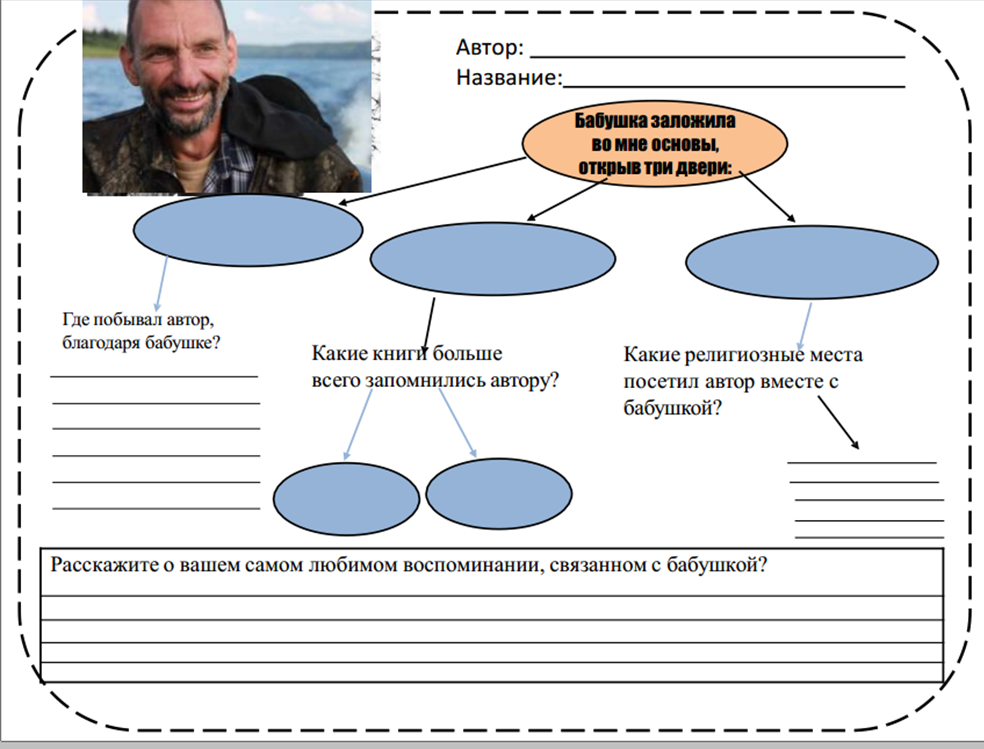 Автор:
Название:
Бабушка заложила
во мне основы,
открыв три двери:
Где побывал автор,
благодаря бабушке?
Какие книги больше
всего запомнились автору?
Какие религиозные места
посетил автор вместе с
бабушкой?
Расскажите о вашем самом любимом воспоминании, связанном с бабушкой?